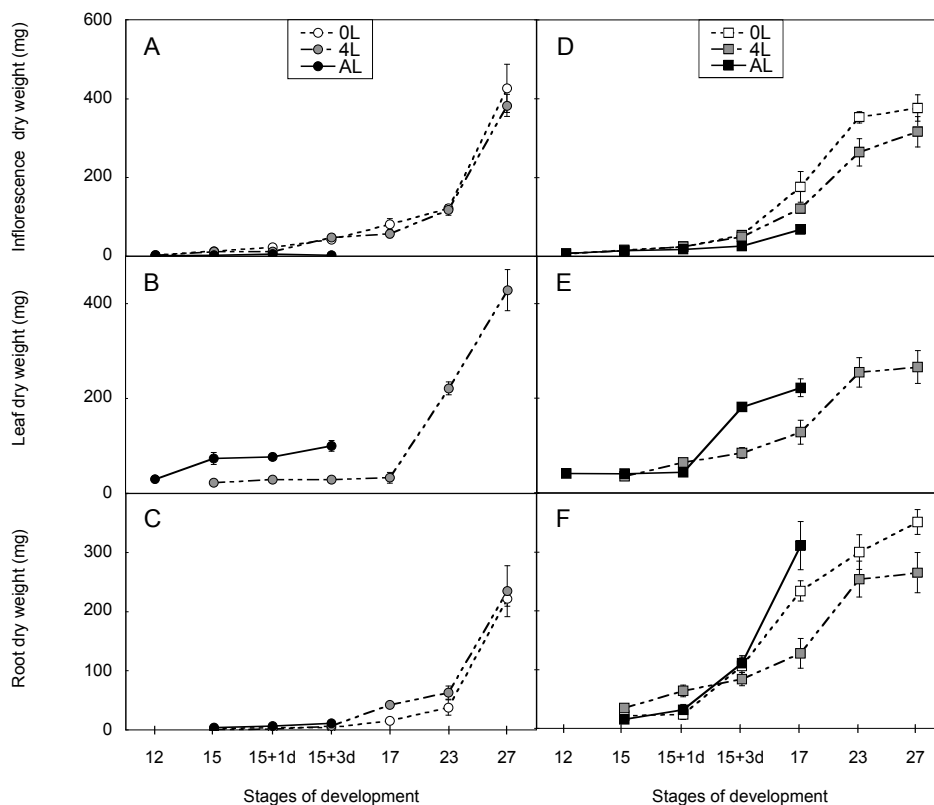 600
400
200
0
Inflorescence dry weight (mg)
A
0L
4L
AL
D
0L
4L
AL
400
200
0
Leaf dry weight (mg)
B
E
300
200
100
0
Root dry weight (mg)
C
F
12 15 15+1d 15+3d 17 23 27
12 15 15+1d 15+3d 17 23 27
Stages of development
Stages of development